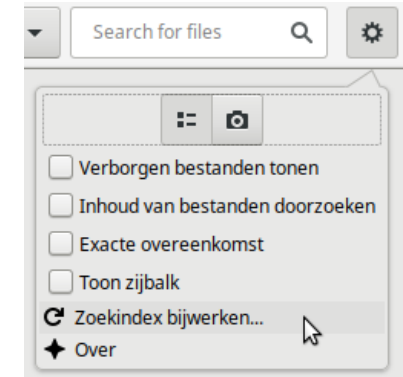 Search for files
Verborgen bestanden tonen
Inhoud van bestanden doorzoeken
Exacte overeenkomst
Toon zijbalk
Zoekindex bijwerken...
Over